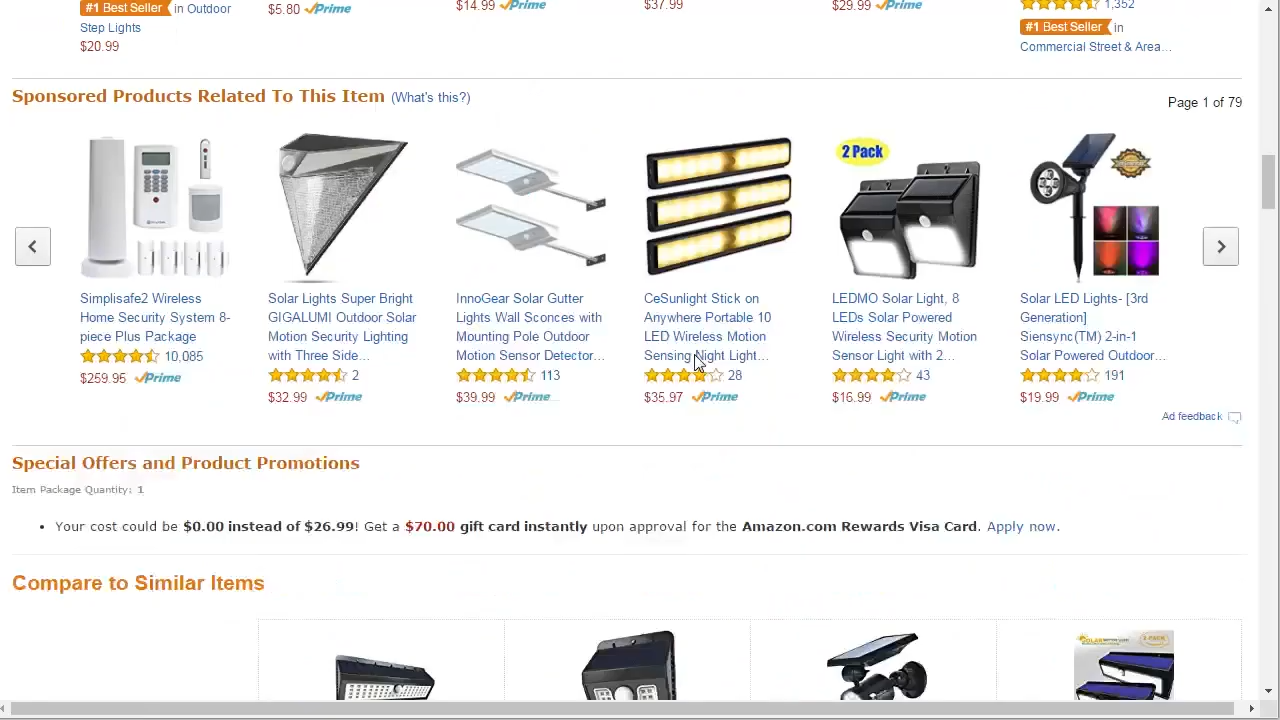 #1 Best Seller in Outdoor
Step Lights
$20.99
$5.80 Prime
$14.99 Prime
$37.99
$29.99 Prime
1,352
#1 Best Seller in
Commercial Street & Area...
Sponsored Products Related To This Item (What's this?)
Page 1 of 79
2 Pack
Simplisafe2 Wireless
Home Security System 8-
piece Plus Package
10,085
$259.95 Prime
Solar Lights Super Bright
GIGALUMI Outdoor Solar
Motion Security Lighting
with Three Side...
2
$32.99 Prime
InnoGear Solar Gutter
Lights Wall Sconces with
Mounting Pole Outdoor
Motion Sensor Detector...
113
$39.99 Prime
CeSunlight Stick on
Anywhere Portable 10
LED Wireless Motion
Sensing Night Light...
28
$35.97 Prime
LEDMO Solar Light, 8
LEDs Solar Powered
Wireless Security Motion
Sensor Light with 2...
43
$16.99 Prime
Solar LED Lights- [3rd
Generation]
Siensync(TM) 2-in-1
Solar Powered Outdoor...
191
$19.99 Prime
Ad feedback
Special Offers and Product Promotions
Item Package Quantity: 1
• Your cost could be $0.00 instead of $26.99! Get a $70.00 gift card instantly upon approval for the Amazon.com Rewards Visa Card. Apply now.
Compare to Similar Items